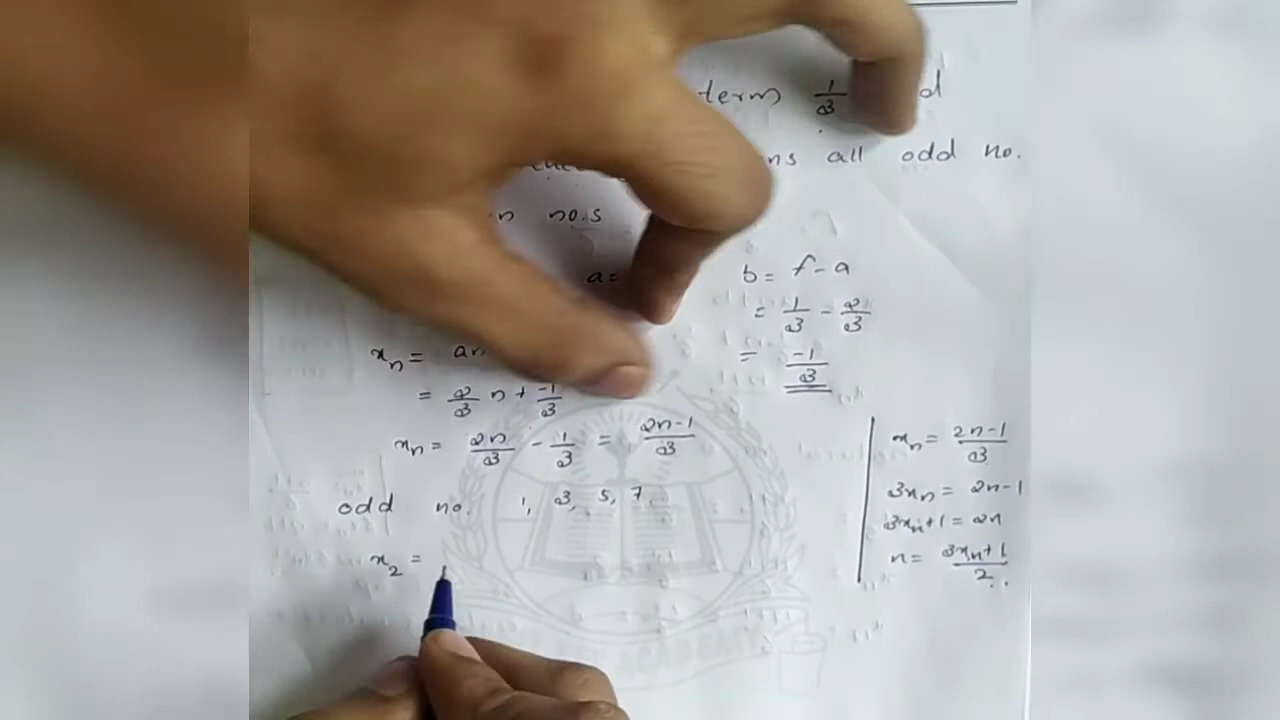 term 1/3
all odd no.
no.s
a= b = f - a
= 1/3 - 2/3
xn = an = -1/3
= 2/3 n + -1/3
xn = 2n/3 - 1/3 = 2n-1/3
xn = 2n-1/3
3xn = 2n-1
odd no. 1, 3, 5, 7,
3xn+1 = 2n
x2 =
n = 3xn+1/2
ACADEMY